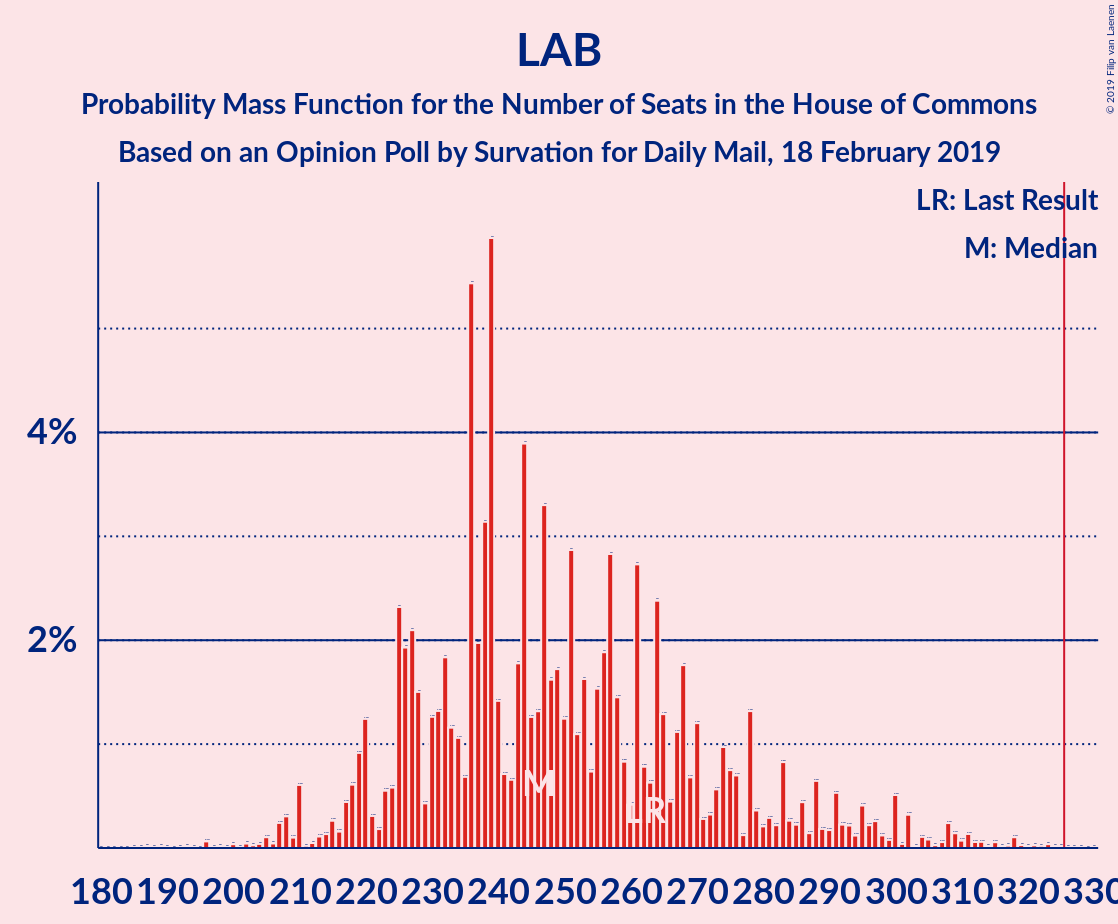 LAB
Probability Mass Function for the Number of Seats in the House of Commons
Based on an Opinion Poll by Survation for Daily Mail, 18 February 2019
© 2019 Filip van Laenen
LR: Last Result
M: Median
4%
2%
M
LR
180 190 200 210 220 230 240 250 260 270 280 290 300 310 320 330